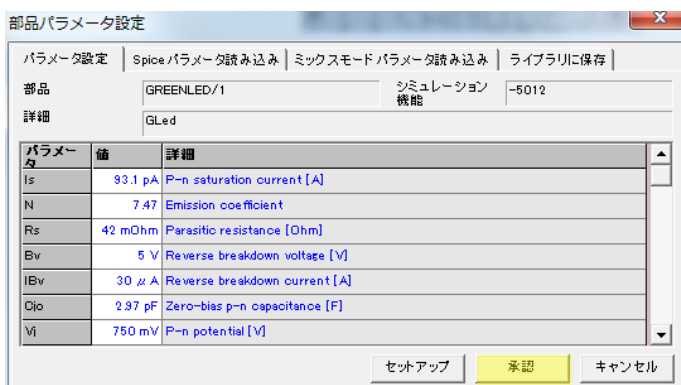 部品パラメータ設定
パラメータ設定 Spiceパラメータ読み込み ミックスモードパラメータ読み込み ライブラリに保存
部品 GREENLED/1 シミュレーション機能 -5012
詳細 GLed
パラメータ 値 詳細
Is 93.1 pA P-n saturation current [A]
N 7.47 Emission coefficient
Rs 42 mOhm Parasitic resistance [Ohm]
Bv 5 V Reverse breakdown voltage [V]
IBv 30 μA Reverse breakdown current [A]
Cjo 2.97 pF Zero-bias p-n capacitance [F]
Vj 750 mV P-n potential [V]
セットアップ 承認 キャンセル